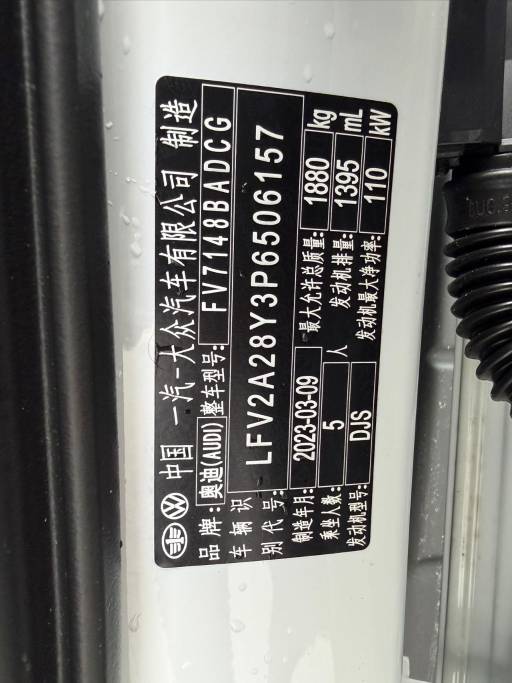 中国 一汽-大众汽车有限公司 制造
品牌:奥迪(AUDI) 整车型号: FV7148BADCG
车辆识别代号: LFV2A28Y3P6506157
制造年月: 2023-03-09 最大允许总质量: 1880 kg
乘坐人数: 5 人 发动机排量: 1395 mL
发动机型号: DJS 发动机最大净功率: 110 kW